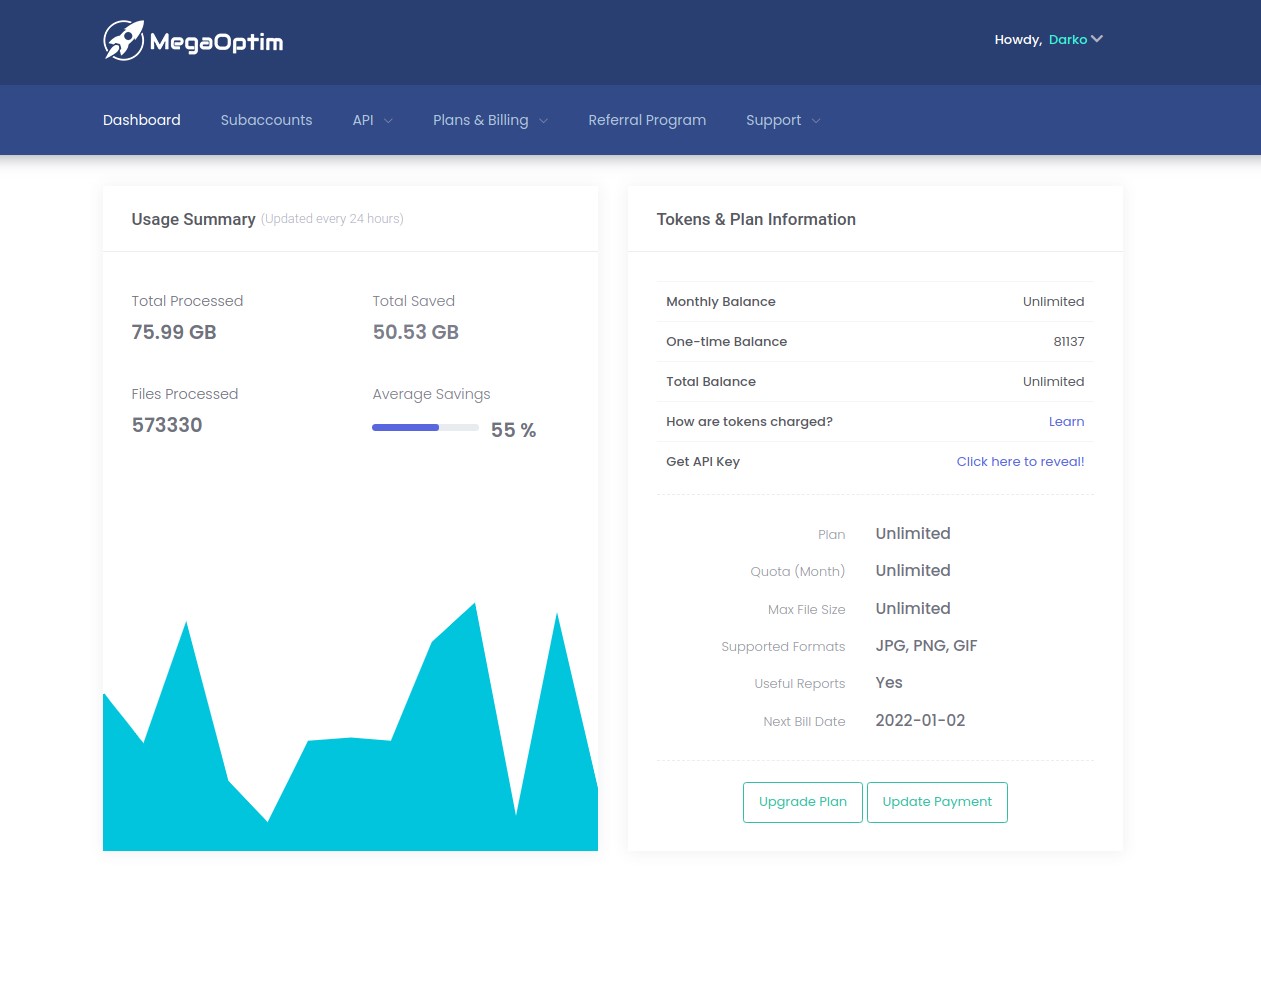 MegaOptim
Howdy, Darko
Dashboard Subaccounts API Plans & Billing Referral Program Support
Usage Summary (Updated every 24 hours)
Total Processed Total Saved
75.99 GB 50.53 GB
Files Processed Average Savings
573330 55 %
Tokens & Plan Information
Monthly Balance Unlimited
One-time Balance 81137
Total Balance Unlimited
How are tokens charged? Learn
Get API Key Click here to reveal!
Plan Unlimited
Quota (Month) Unlimited
Max File Size Unlimited
Supported Formats JPG, PNG, GIF
Useful Reports Yes
Next Bill Date 2022-01-02
Upgrade Plan Update Payment